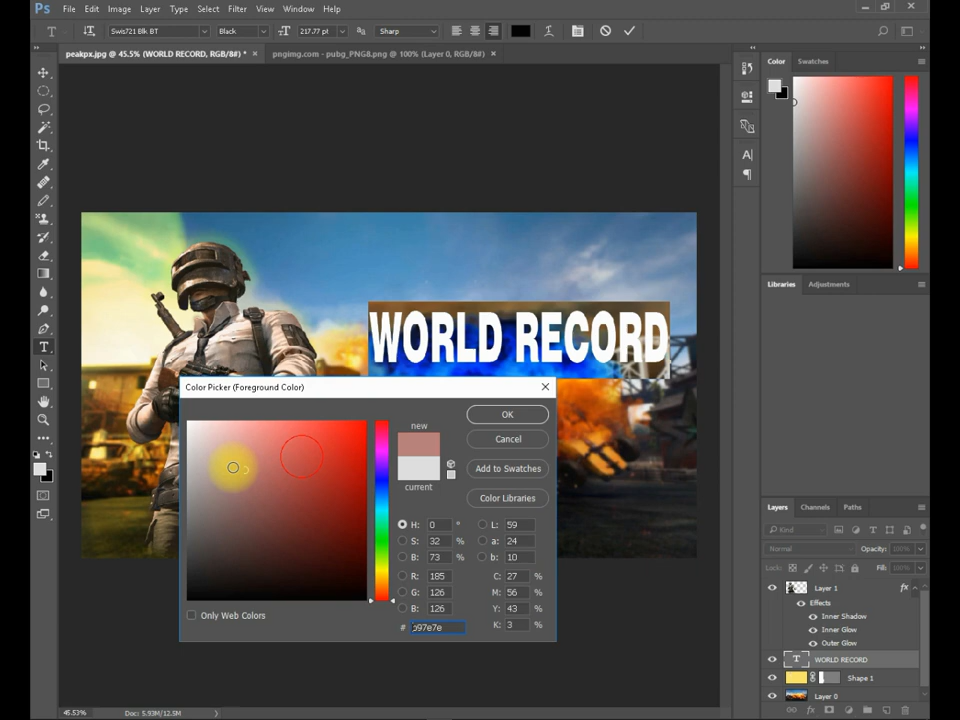 Ps File Edit Image Layer Type Select Filter View Window Help
T Swis721 Blk BT Black 217.77 pt aa Sharp
peakpx.jpg @ 45.5% (WORLD RECORD, RGB/8#) * × pngimg.com - pubg_PNG8.png @ 100% (Layer 0, RGB/8#) ×
Color Swatches
WORLD RECORD
Libraries Adjustments
Color Picker (Foreground Color)
new
current
OK
Cancel
Add to Swatches
Color Libraries
H: 0 °
S: 32 %
B: 73 %
R: 185
G: 126
B: 126
# b97e7e
L: 59
a: 24
b: 10
C: 27 %
M: 56 %
Y: 43 %
K: 3 %
Only Web Colors
Layers Channels Paths
Kind
Normal Opacity: 100%
Lock: Fill: 100%
Layer 1 fx
Effects
Inner Shadow
Inner Glow
Outer Glow
T WORLD RECORD
Shape 1
Layer 0
45.53% Doc: 5.93M/12.5M